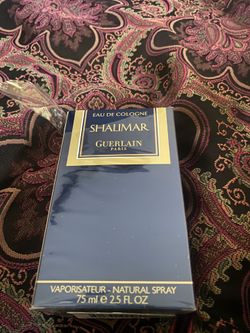 EAU DE COLOGNE
SHALIMAR
GUERLAIN
PARIS
VAPORISATEUR - NATURAL SPRAY
75 ml e 2.5 FL OZ